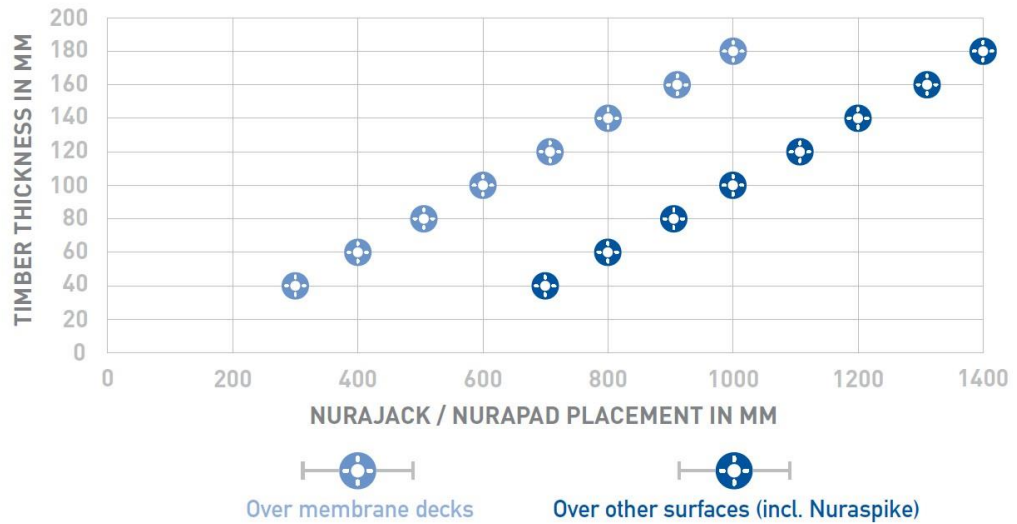 200
180
160
140
120
100
80
60
40
20
0
TIMBER THICKNESS IN MM
0 200 400 600 800 1000 1200 1400
NURAJACK / NURAPAD PLACEMENT IN MM
Over membrane decks
Over other surfaces (incl. Nuraspike)